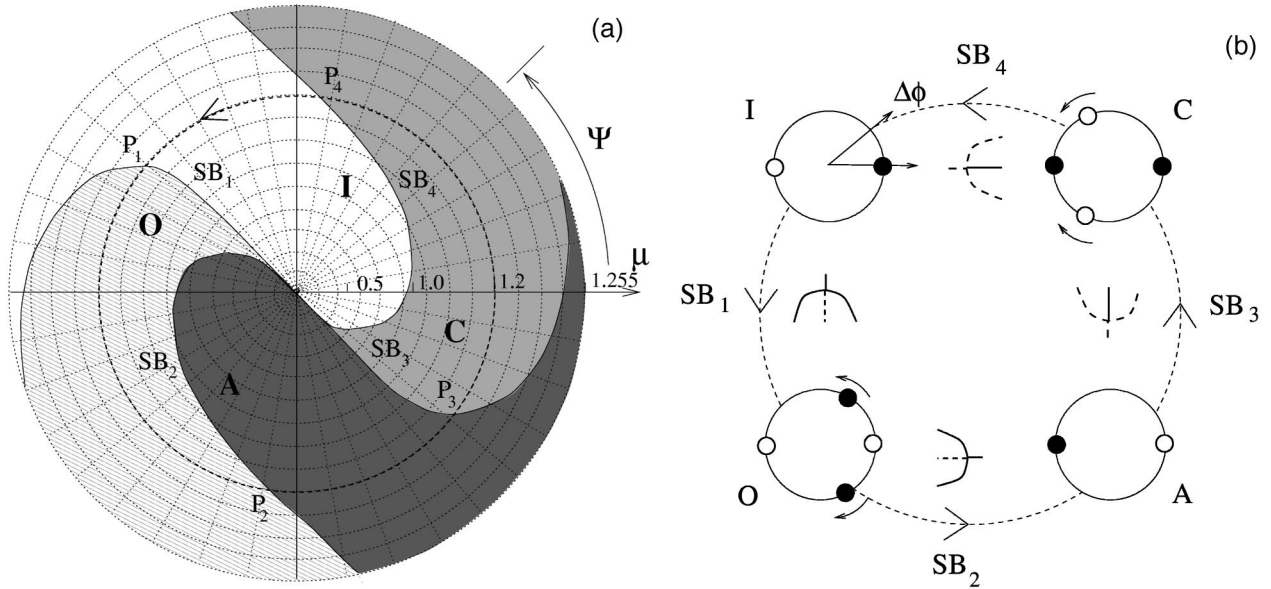 (a)
P₄
Ψ
P₁
SB₁
I
SB₄
O
μ
0.5
1.0
1.2
1.255
SB₂
A
SB₃
C
P₃
P₂
(b)
SB₄
I
Δϕ
C
SB₁
SB₃
O
A
SB₂